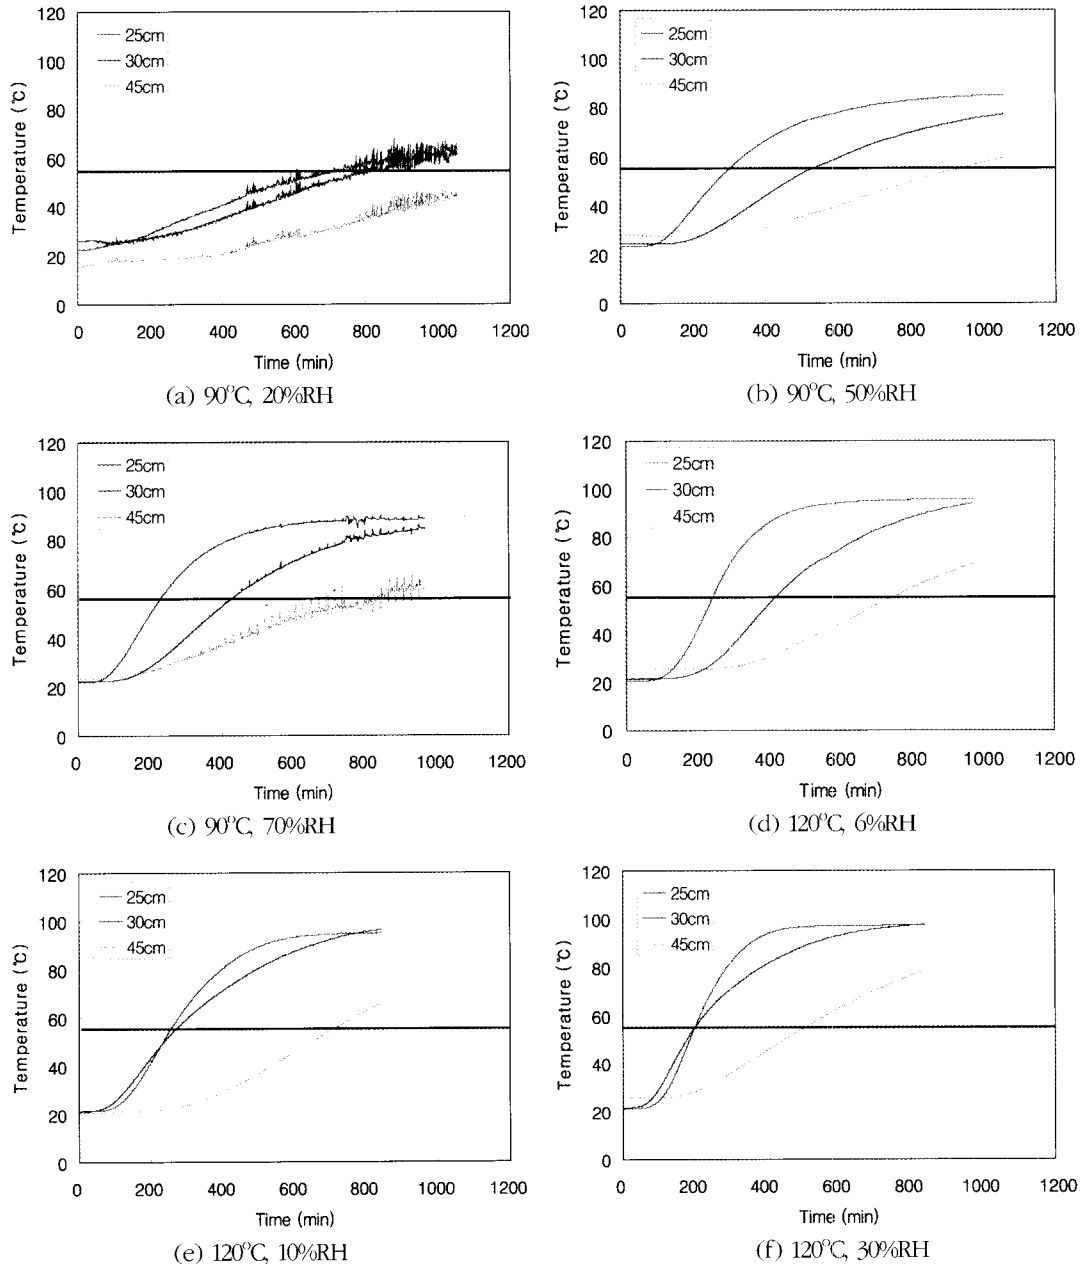 120
100
80
60
40
20
0
Temperature (℃)
25cm
30cm
45cm
0 200 400 600 800 1000 1200
Time (min)
(a) 90°C, 20%RH
120
100
80
60
40
20
0
Temperature (℃)
25cm
30cm
45cm
0 200 400 600 800 1000 1200
Time (min)
(b) 90°C, 50%RH
120
100
80
60
40
20
0
Temperature (℃)
25cm
30cm
45cm
0 200 400 600 800 1000 1200
Time (min)
(c) 90°C, 70%RH
120
100
80
60
40
20
0
Temperature (℃)
25cm
30cm
45cm
0 200 400 600 800 1000 1200
Time (min)
(d) 120°C, 6%RH
120
100
80
60
40
20
0
Temperature (℃)
25cm
30cm
45cm
0 200 400 600 800 1000 1200
Time (min)
(e) 120°C, 10%RH
120
100
80
60
40
20
0
Temperature (℃)
25cm
30cm
45cm
0 200 400 600 800 1000 1200
Time (min)
(f) 120°C, 30%RH